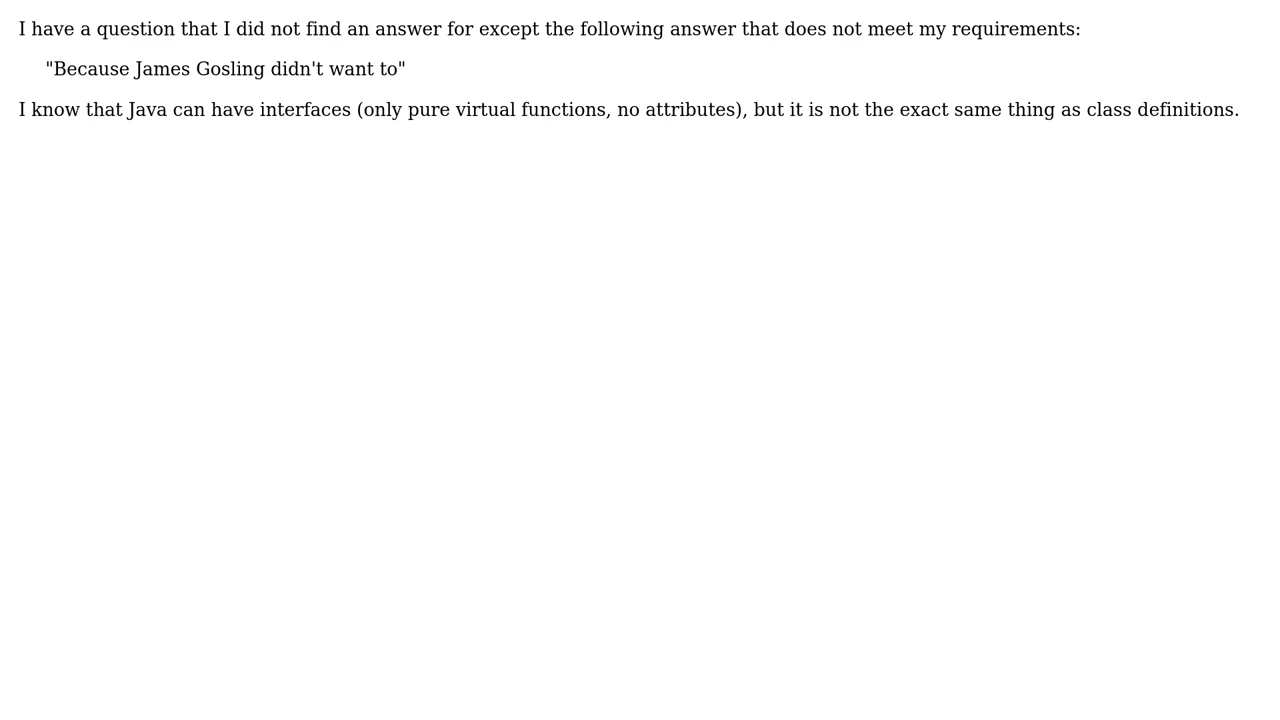 I have a question that I did not find an answer for except the following answer that does not meet my requirements:
"Because James Gosling didn't want to"
I know that Java can have interfaces (only pure virtual functions, no attributes), but it is not the exact same thing as class definitions.